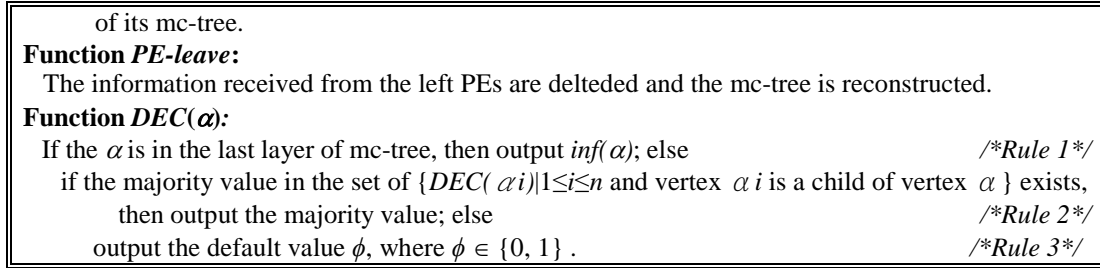 of its mc-tree.
Function PE-leave:
The information received from the left PEs are delteded and the mc-tree is reconstructed.
Function DEC(α):
If the α is in the last layer of mc-tree, then output inf(α); else /*Rule 1*/
if the majority value in the set of {DEC( αi)|1≤i≤n and vertex α i is a child of vertex α } exists,
then output the majority value; else /*Rule 2*/
output the default value ϕ, where ϕ ∈ {0, 1} . /*Rule 3*/